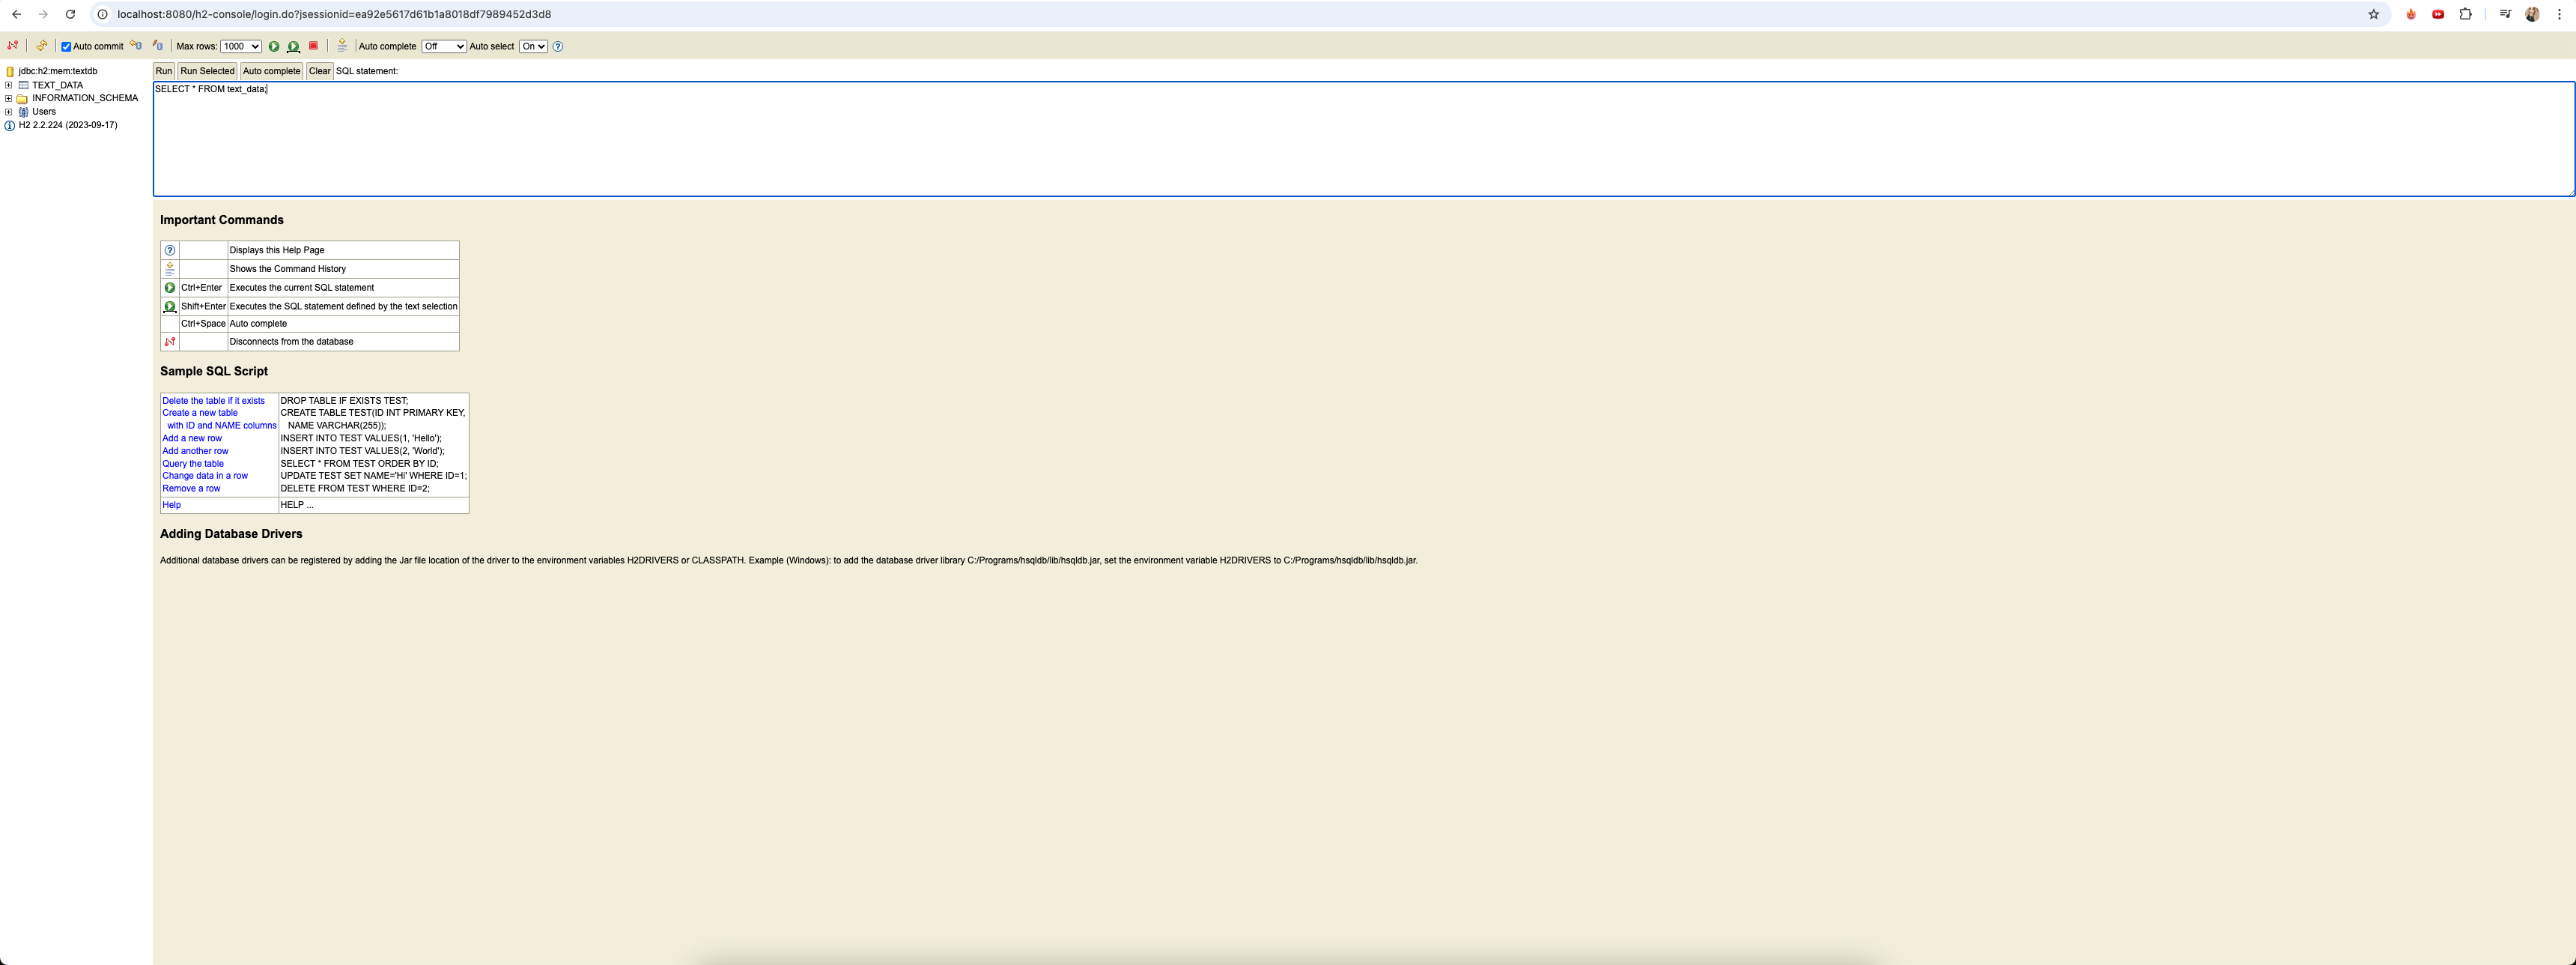 localhost:8080/h2-console/login.do?jsessionid=ea92e5617d61b1a8018df7989452d3d8
Auto commit Max rows: 1000 Auto complete Off Auto select On
jdbc:h2:mem:textdb
TEXT_DATA
INFORMATION_SCHEMA
Users
H2 2.2.224 (2023-09-17)
Run Run Selected Auto complete Clear SQL statement:
SELECT * FROM text_data;
Important Commands
Displays this Help Page
Shows the Command History
Ctrl+Enter Executes the current SQL statement
Shift+Enter Executes the SQL statement defined by the text selection
Ctrl+Space Auto complete
Disconnects from the database
Sample SQL Script
Delete the table if it exists DROP TABLE IF EXISTS TEST;
Create a new table CREATE TABLE TEST(ID INT PRIMARY KEY,
with ID and NAME columns NAME VARCHAR(255));
Add a new row INSERT INTO TEST VALUES(1, 'Hello');
Add another row INSERT INTO TEST VALUES(2, 'World');
Query the table SELECT * FROM TEST ORDER BY ID;
Change data in a row UPDATE TEST SET NAME='Hi' WHERE ID=1;
Remove a row DELETE FROM TEST WHERE ID=2;
Help HELP ...
Adding Database Drivers
Additional database drivers can be registered by adding the Jar file location of the driver to the environment variables H2DRIVERS or CLASSPATH. Example (Windows): to add the database driver library C:/Programs/hsqldb/lib/hsqldb.jar, set the environment variable H2DRIVERS to C:/Programs/hsqldb/lib/hsqldb.jar.